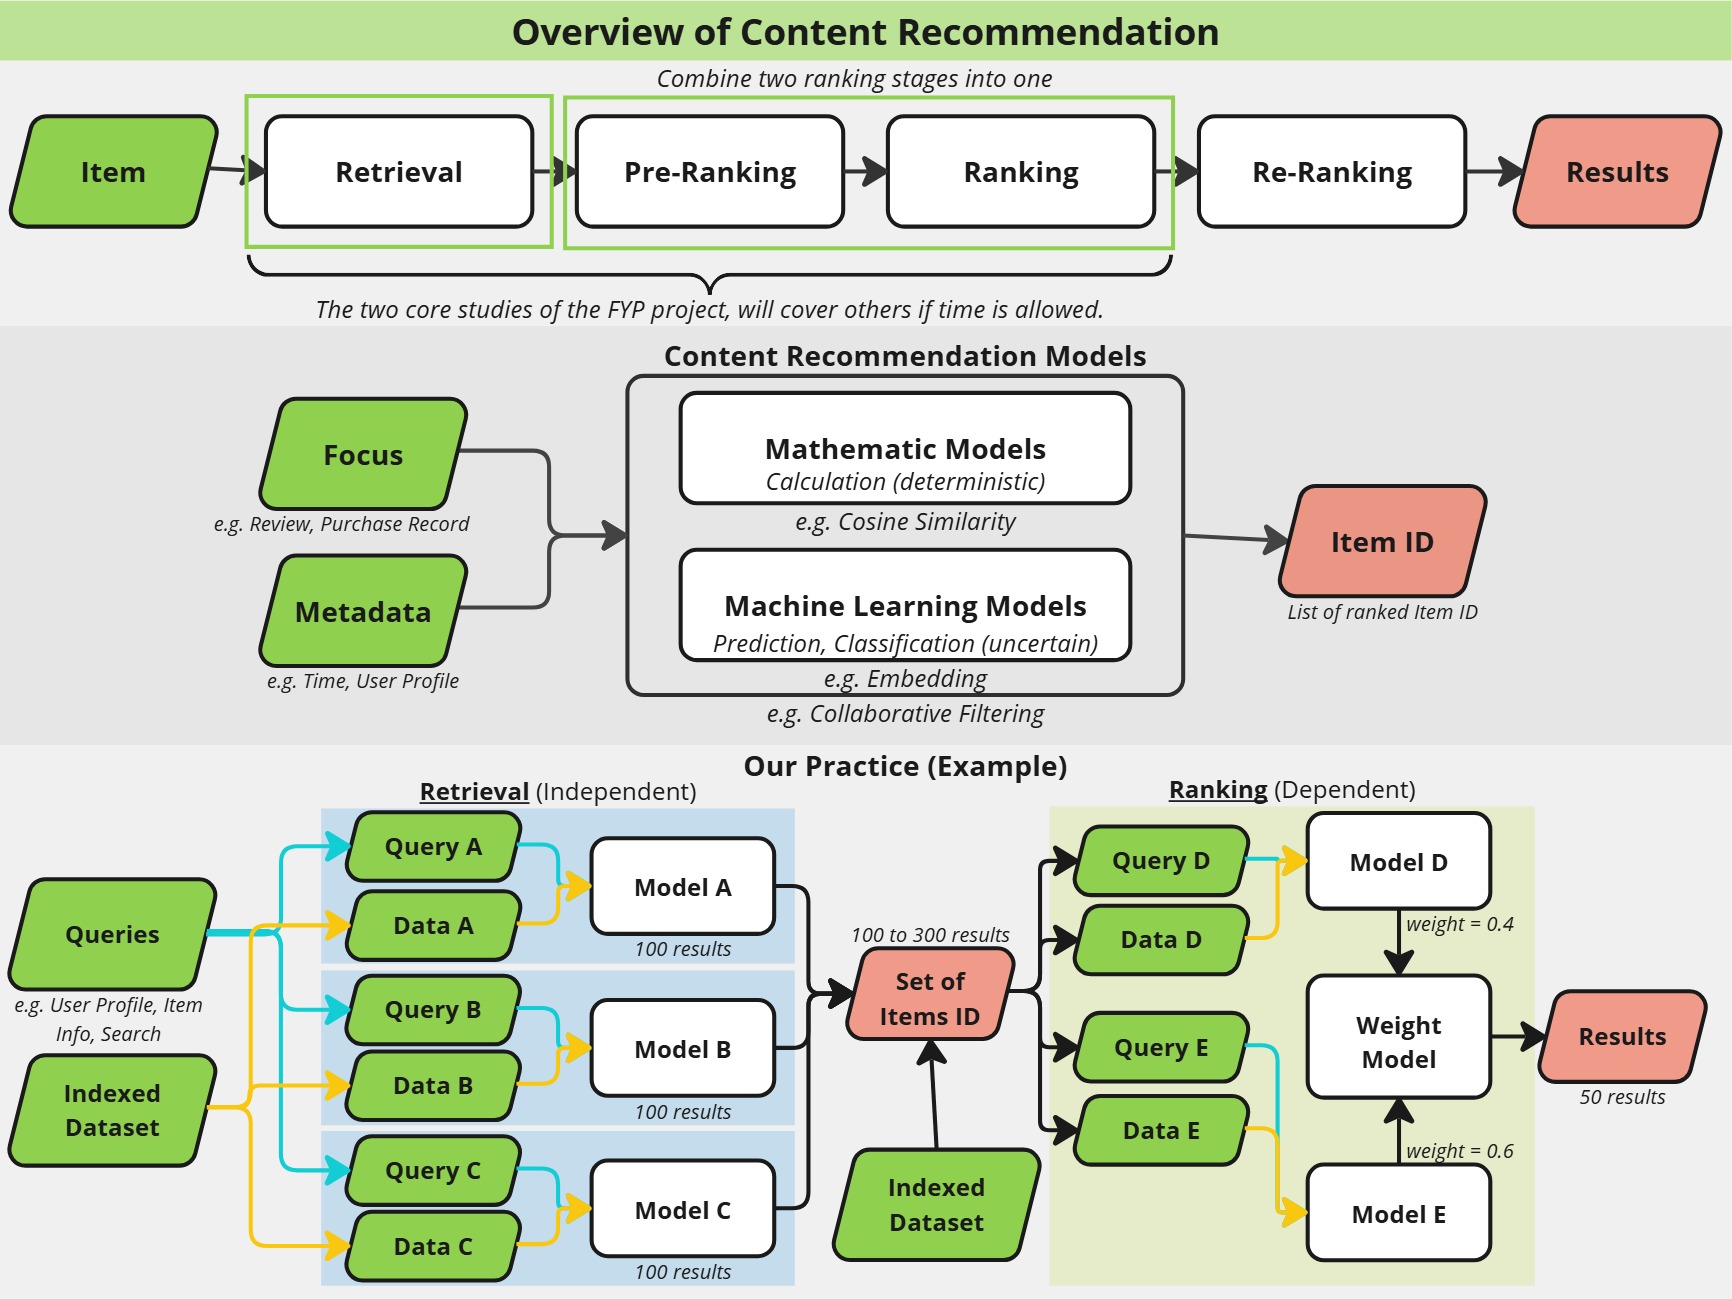 Overview of Content Recommendation
Combine two ranking stages into one
Item
Retrieval
Pre-Ranking
Ranking
Re-Ranking
Results
The two core studies of the FYP project, will cover others if time is allowed.
Content Recommendation Models
Focus
e.g. Review, Purchase Record
Metadata
e.g. Time, User Profile
Mathematic Models
Calculation (deterministic)
e.g. Cosine Similarity
Machine Learning Models
Prediction, Classification (uncertain)
e.g. Embedding
e.g. Collaborative Filtering
Item ID
List of ranked Item ID
Our Practice (Example)
Retrieval (Independent)
Queries
e.g. User Profile, Item
Info, Search
Indexed
Dataset
Query A
Data A
Model A
100 results
Query B
Data B
Model B
100 results
Query C
Data C
Model C
100 results
100 to 300 results
Set of
Items ID
Indexed
Dataset
Ranking (Dependent)
Query D
Data D
Model D
weight = 0.4
Query E
Data E
Weight
Model
weight = 0.6
Model E
Results
50 results